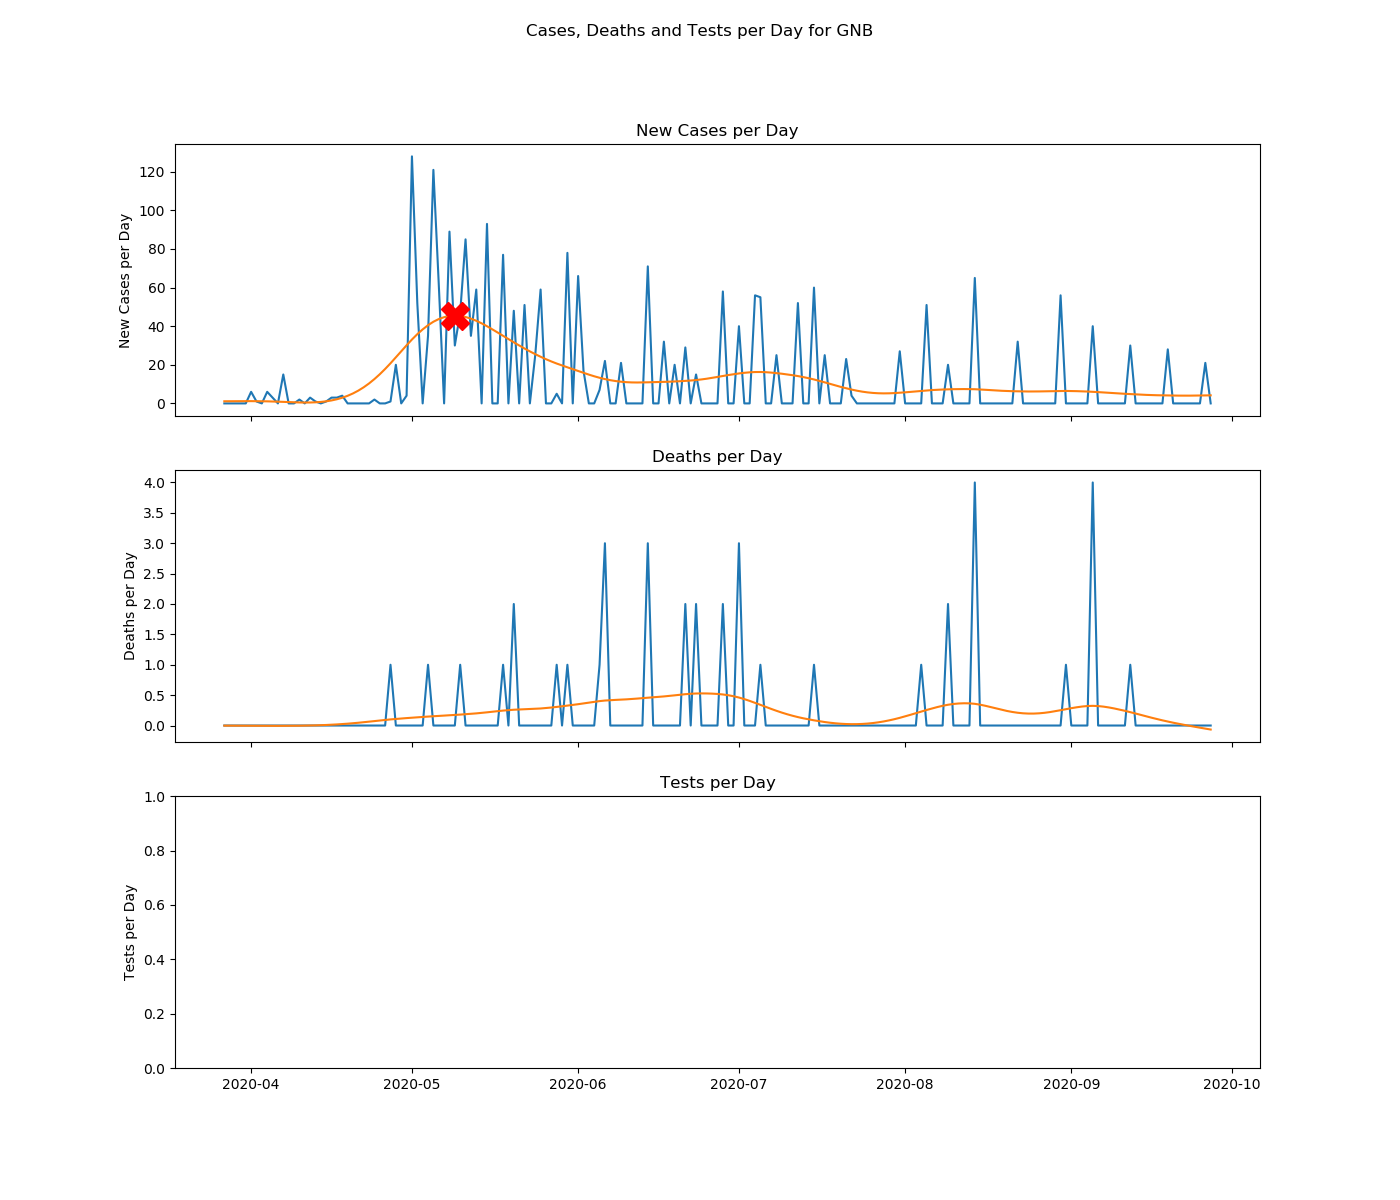 Cases, Deaths and Tests per Day for GNB
New Cases per Day
New Cases per Day
120
100
80
60
40
20
0
Deaths per Day
Deaths per Day
4.0
3.5
3.0
2.5
2.0
1.5
1.0
0.5
0.0
Tests per Day
Tests per Day
1.0
0.8
0.6
0.4
0.2
0.0
2020-04 2020-05 2020-06 2020-07 2020-08 2020-09 2020-10